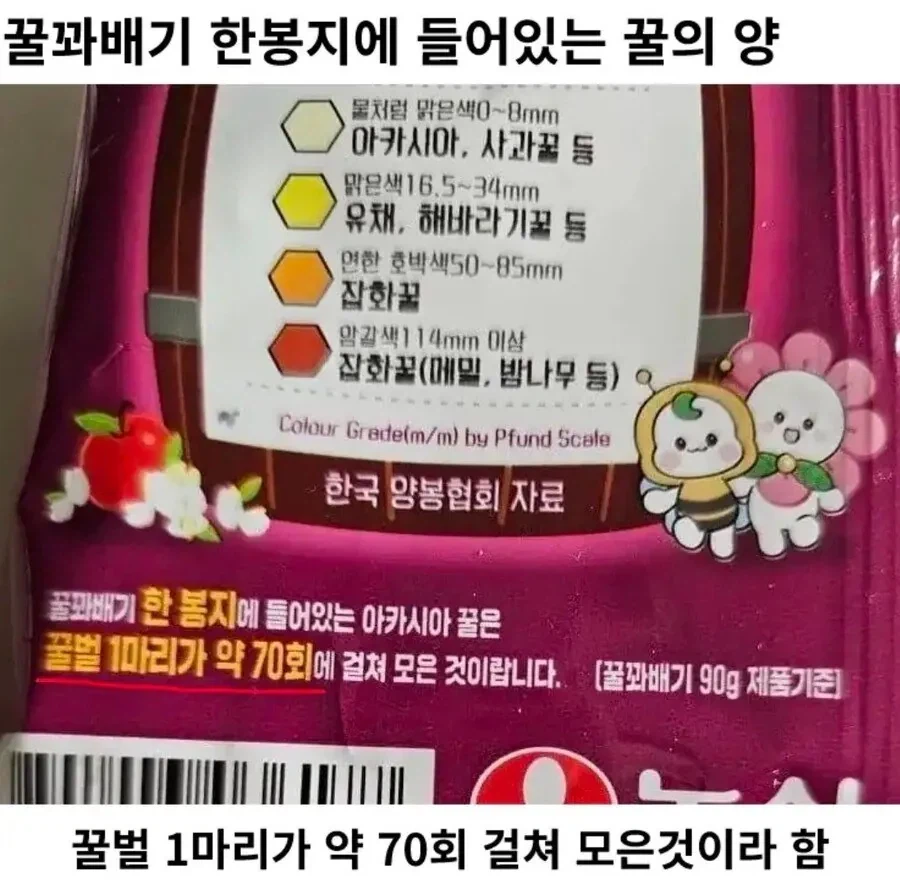 꿀꽈배기 한봉지에 들어있는 꿀의 양
물처럼 맑은색0~8mm
아카시아, 사과꿀 등
맑은색16.5~34mm
유채, 해바라기꿀 등
연한 호박색50~85mm
잡화꿀
암갈색114mm 이상
잡화꿀(메밀, 밤나무 등)
Colour Grade(m/m) by Pfund Scale
한국 양봉협회 자료
꿀꽈배기 한 봉지에 들어있는 아카시아 꿀은
꿀벌 1마리가 약 70회에 걸쳐 모은 것이랍니다. [꿀꽈배기 90g 제품기준]
꿀벌 1마리가 약 70회 걸쳐 모은것이라 함